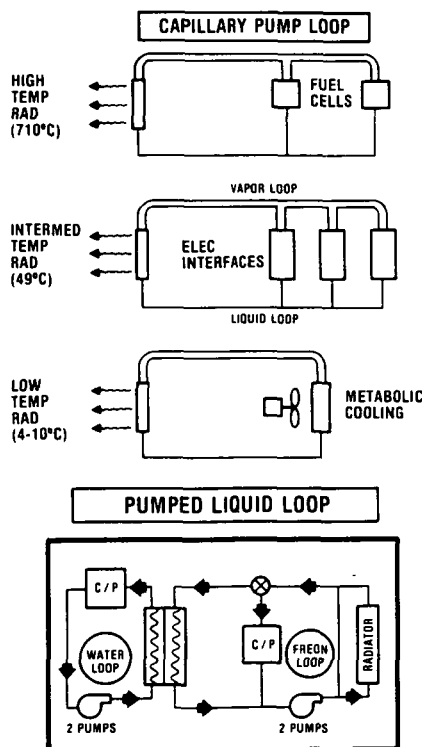 CAPILLARY PUMP LOOP
HIGH
TEMP
RAD
(710°C)
FUEL
CELLS
VAPOR LOOP
INTERMED
TEMP
RAD
(49°C)
ELEC
INTERFACES
LIQUID LOOP
LOW
TEMP
RAD
(4-10°C)
METABOLIC
COOLING
PUMPED LIQUID LOOP
C/P
WATER
LOOP
2 PUMPS
C/P
FREON
LOOP
2 PUMPS
RADIATOR